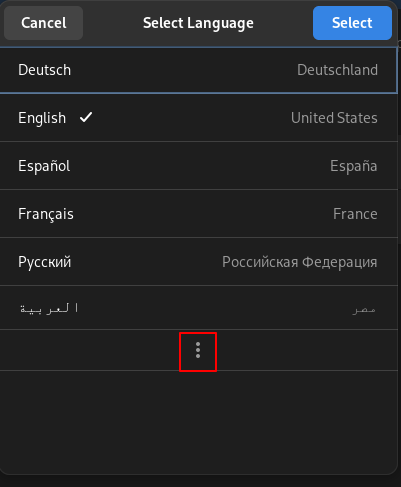 Cancel Select Language Select
Deutsch Deutschland
English United States
Español España
Français France
Русский Российская Федерация
العربية مصر